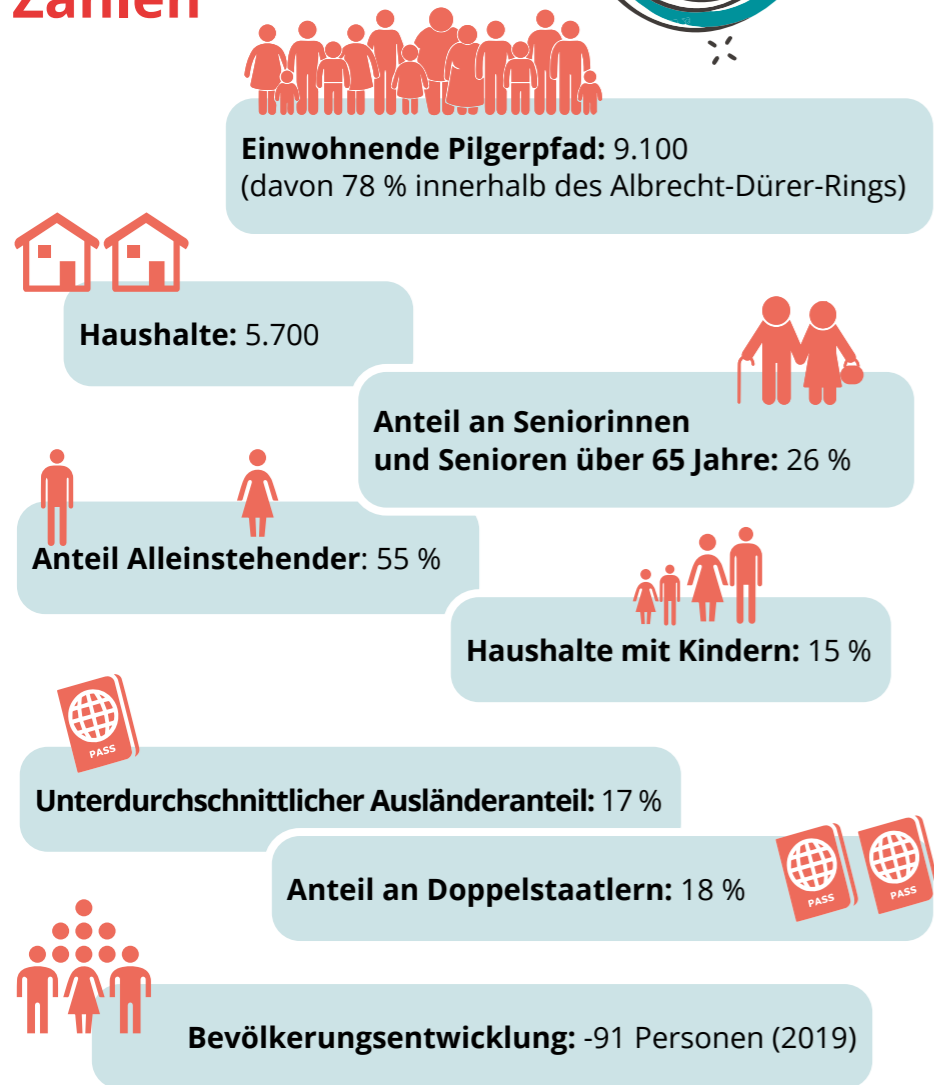 Zahlen
Einwohnende Pilgerpfad: 9.100
(davon 78 % innerhalb des Albrecht-Dürer-Rings)
Haushalte: 5.700
Anteil an Seniorinnen
und Senioren über 65 Jahre: 26 %
Anteil Alleinstehender: 55 %
Haushalte mit Kindern: 15 %
PASS
Unterdurchschnittlicher Ausländeranteil: 17 %
Anteil an Doppelstaatlern: 18 %
PASS
PASS
Bevölkerungsentwicklung: -91 Personen (2019)